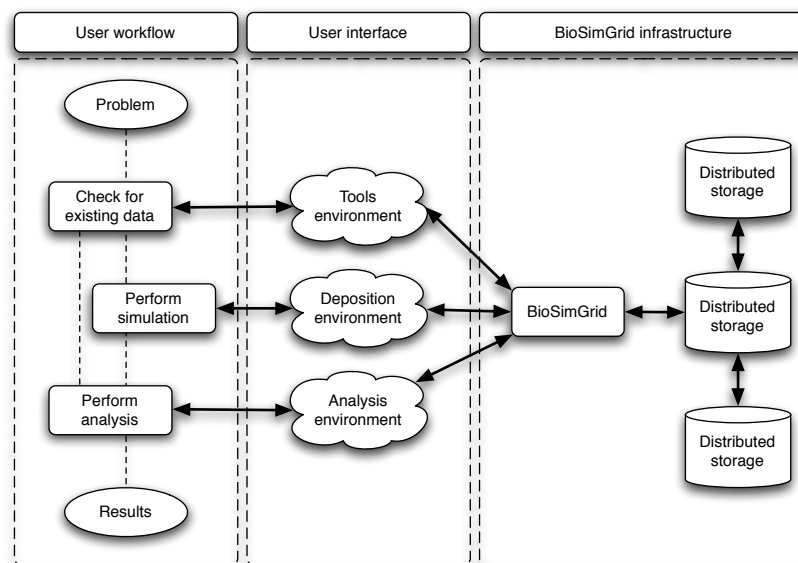 User workflow
User interface
BioSimGrid infrastructure
Problem
Check for
existing data
Perform
simulation
Perform
analysis
Results
Tools
environment
Deposition
environment
Analysis
environment
BioSimGrid
Distributed
storage
Distributed
storage
Distributed
storage